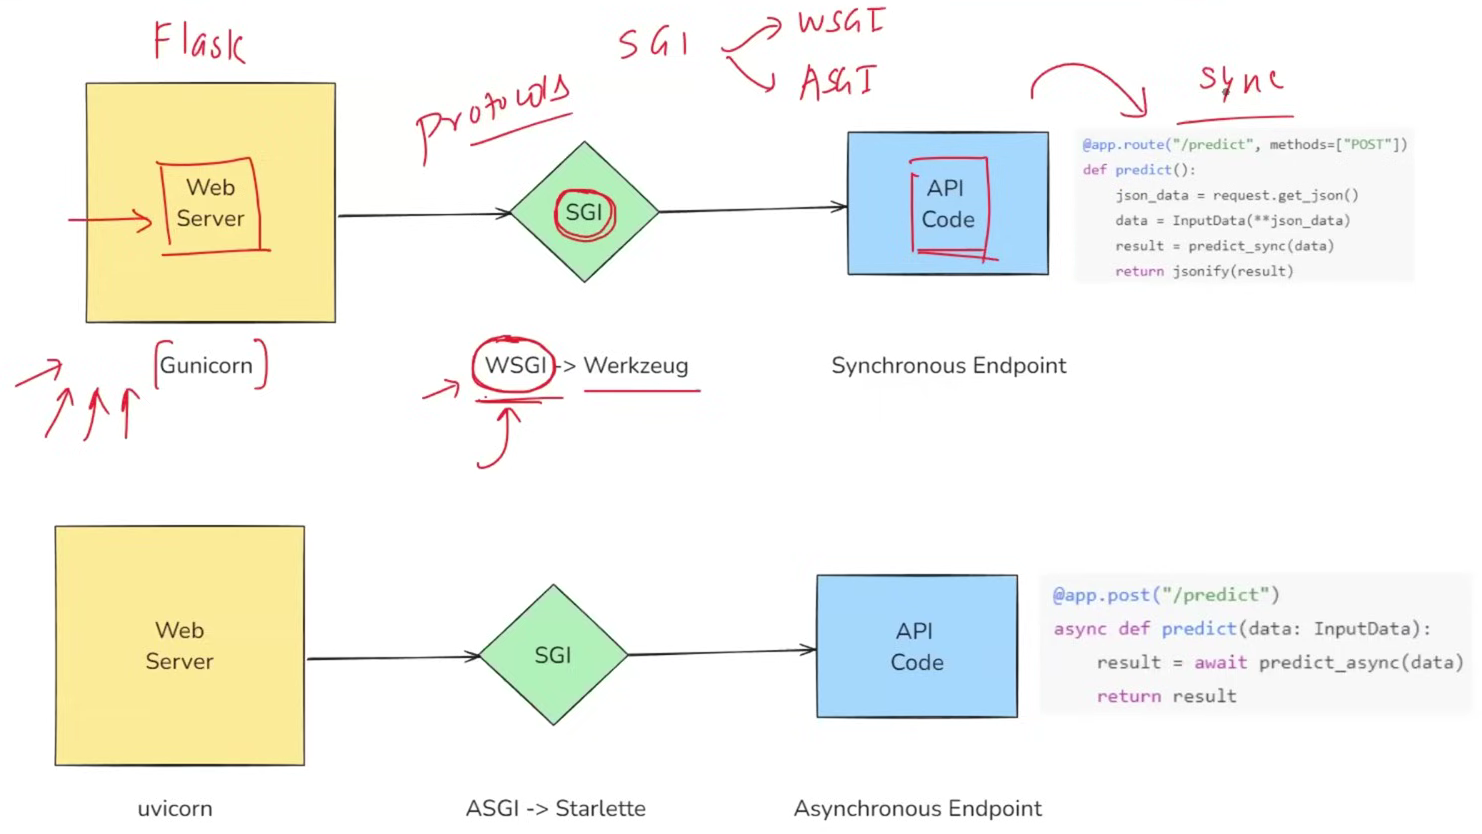 Flask
SGI
WSGI
ASGI
Protocols
Sync
Web
Server
SGI
API
Code
@app.route("/predict", methods=["POST"])
def predict():
json_data = request.get_json()
data = InputData(**json_data)
result = predict_sync(data)
return jsonify(result)
[Gunicorn]
WSGI -> Werkzeug
Synchronous Endpoint
Web
Server
SGI
API
Code
@app.post("/predict")
async def predict(data: InputData):
result = await predict_async(data)
return result
uvicorn
ASGI -> Starlette
Asynchronous Endpoint